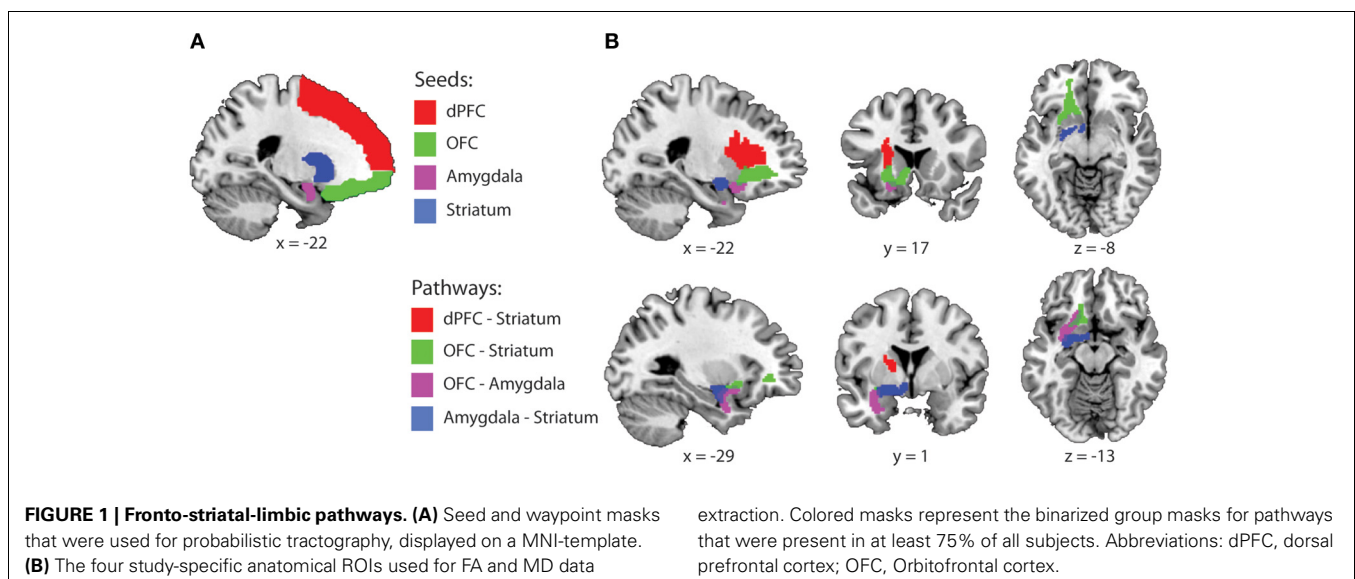 A
Seeds:
dPFC
OFC
Amygdala
Striatum
x = -22
Pathways:
dPFC - Striatum
OFC - Striatum
OFC - Amygdala
Amygdala - Striatum
B
x = -22
y = 17
z = -8
x = -29
y = 1
z = -13
FIGURE 1 | Fronto-striatal-limbic pathways. (A) Seed and waypoint masks
that were used for probabilistic tractography, displayed on a MNI-template.
(B) The four study-specific anatomical ROIs used for FA and MD data
extraction. Colored masks represent the binarized group masks for pathways
that were present in at least 75% of all subjects. Abbreviations: dPFC, dorsal
prefrontal cortex; OFC, Orbitofrontal cortex.